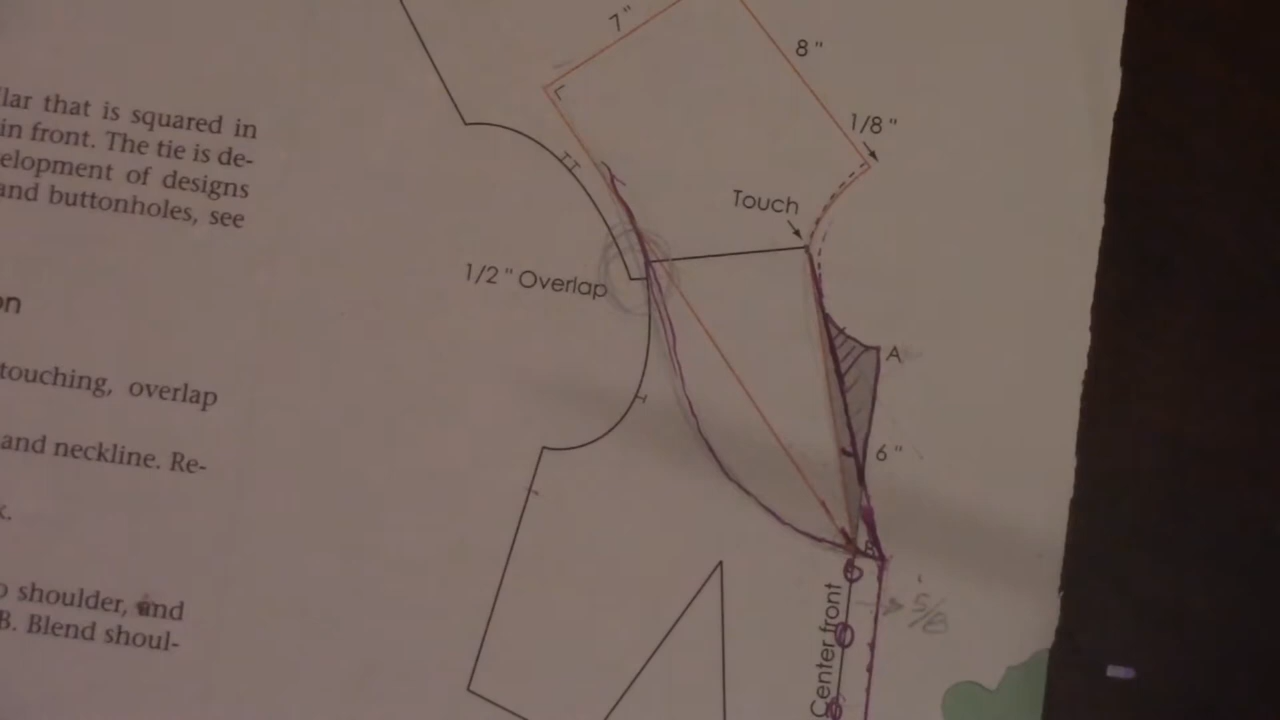 lar that is squared in
in front. The tie is de-
elopment of designs
and buttonholes, see
on
touching, overlap
and neckline. Re-
k.
o shoulder, and
B. Blend shoul-
7"
8"
1/8"
Touch
1/2" Overlap
A
6"
B
Center front
5/8